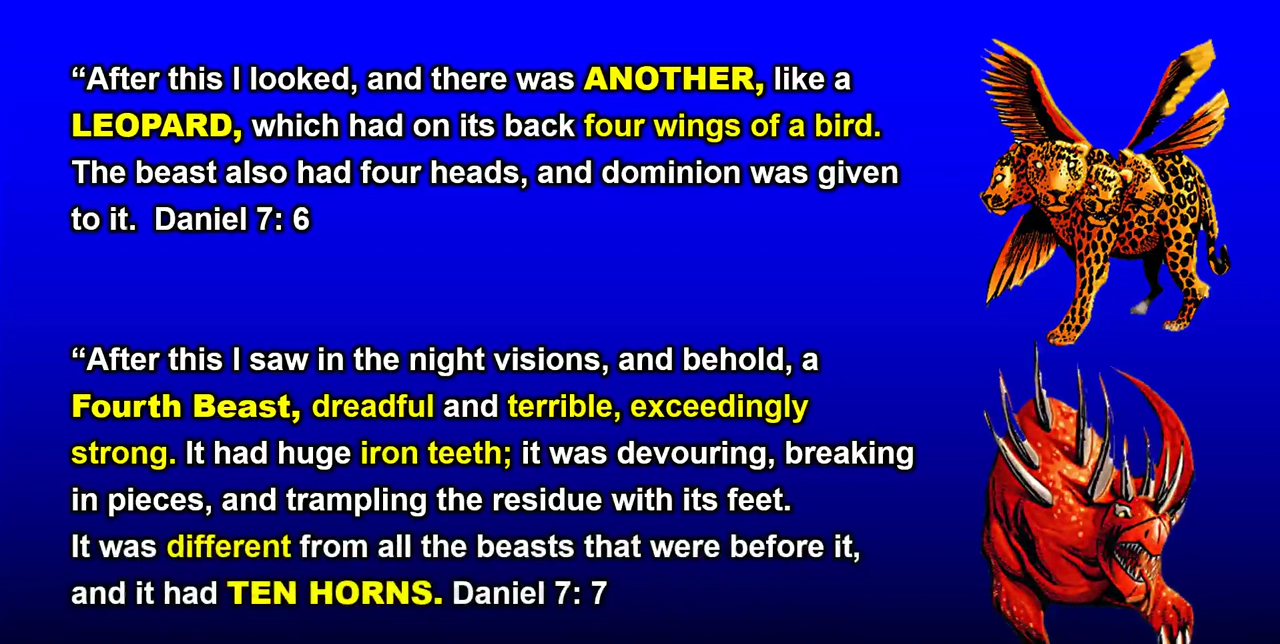 “After this I looked, and there was ANOTHER, like a
LEOPARD, which had on its back four wings of a bird.
The beast also had four heads, and dominion was given
to it.  Daniel 7: 6
“After this I saw in the night visions, and behold, a
Fourth Beast, dreadful and terrible, exceedingly
strong. It had huge iron teeth; it was devouring, breaking
in pieces, and trampling the residue with its feet.
It was different from all the beasts that were before it,
and it had TEN HORNS. Daniel 7: 7